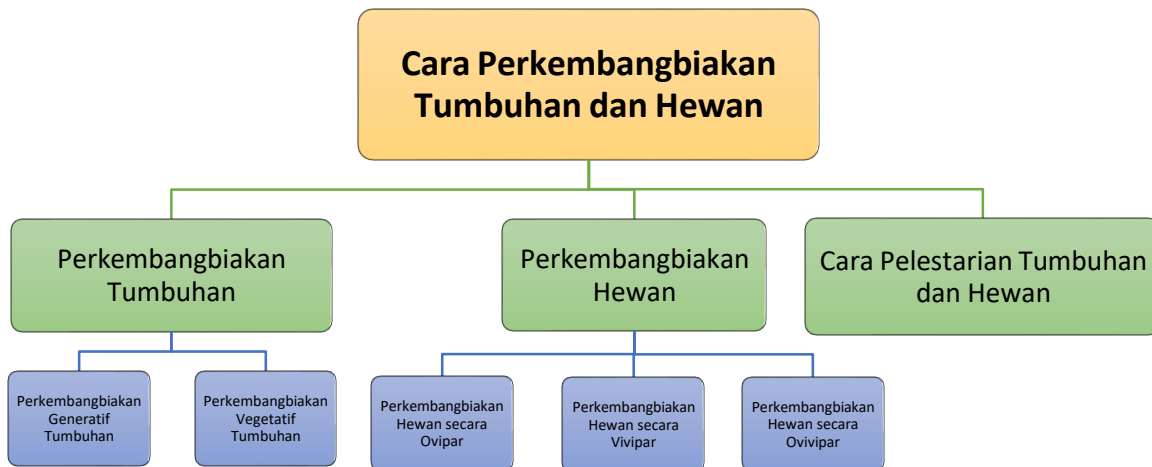 Cara Perkembangbiakan
Tumbuhan dan Hewan
Perkembangbiakan
Tumbuhan
Perkembangbiakan
Hewan
Cara Pelestarian Tumbuhan
dan Hewan
Perkembangbiakan
Generatif
Tumbuhan
Perkembangbiakan
Vegetatif
Tumbuhan
Perkembangbiakan
Hewan secara
Ovipar
Perkembangbiakan
Hewan secara
Vivipar
Perkembangbiakan
Hewan secara
Ovivipar